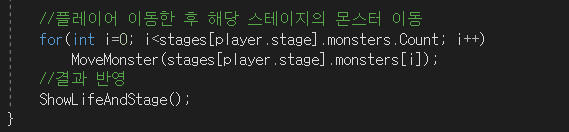 //플레이어 이동한 후 해당 스테이지의 몬스터 이동
for(int i=0; i<stages[player.stage].monsters.Count; i++)
MoveMonster(stages[player.stage].monsters[i]);
//결과 반영
ShowLifeAndStage();
}